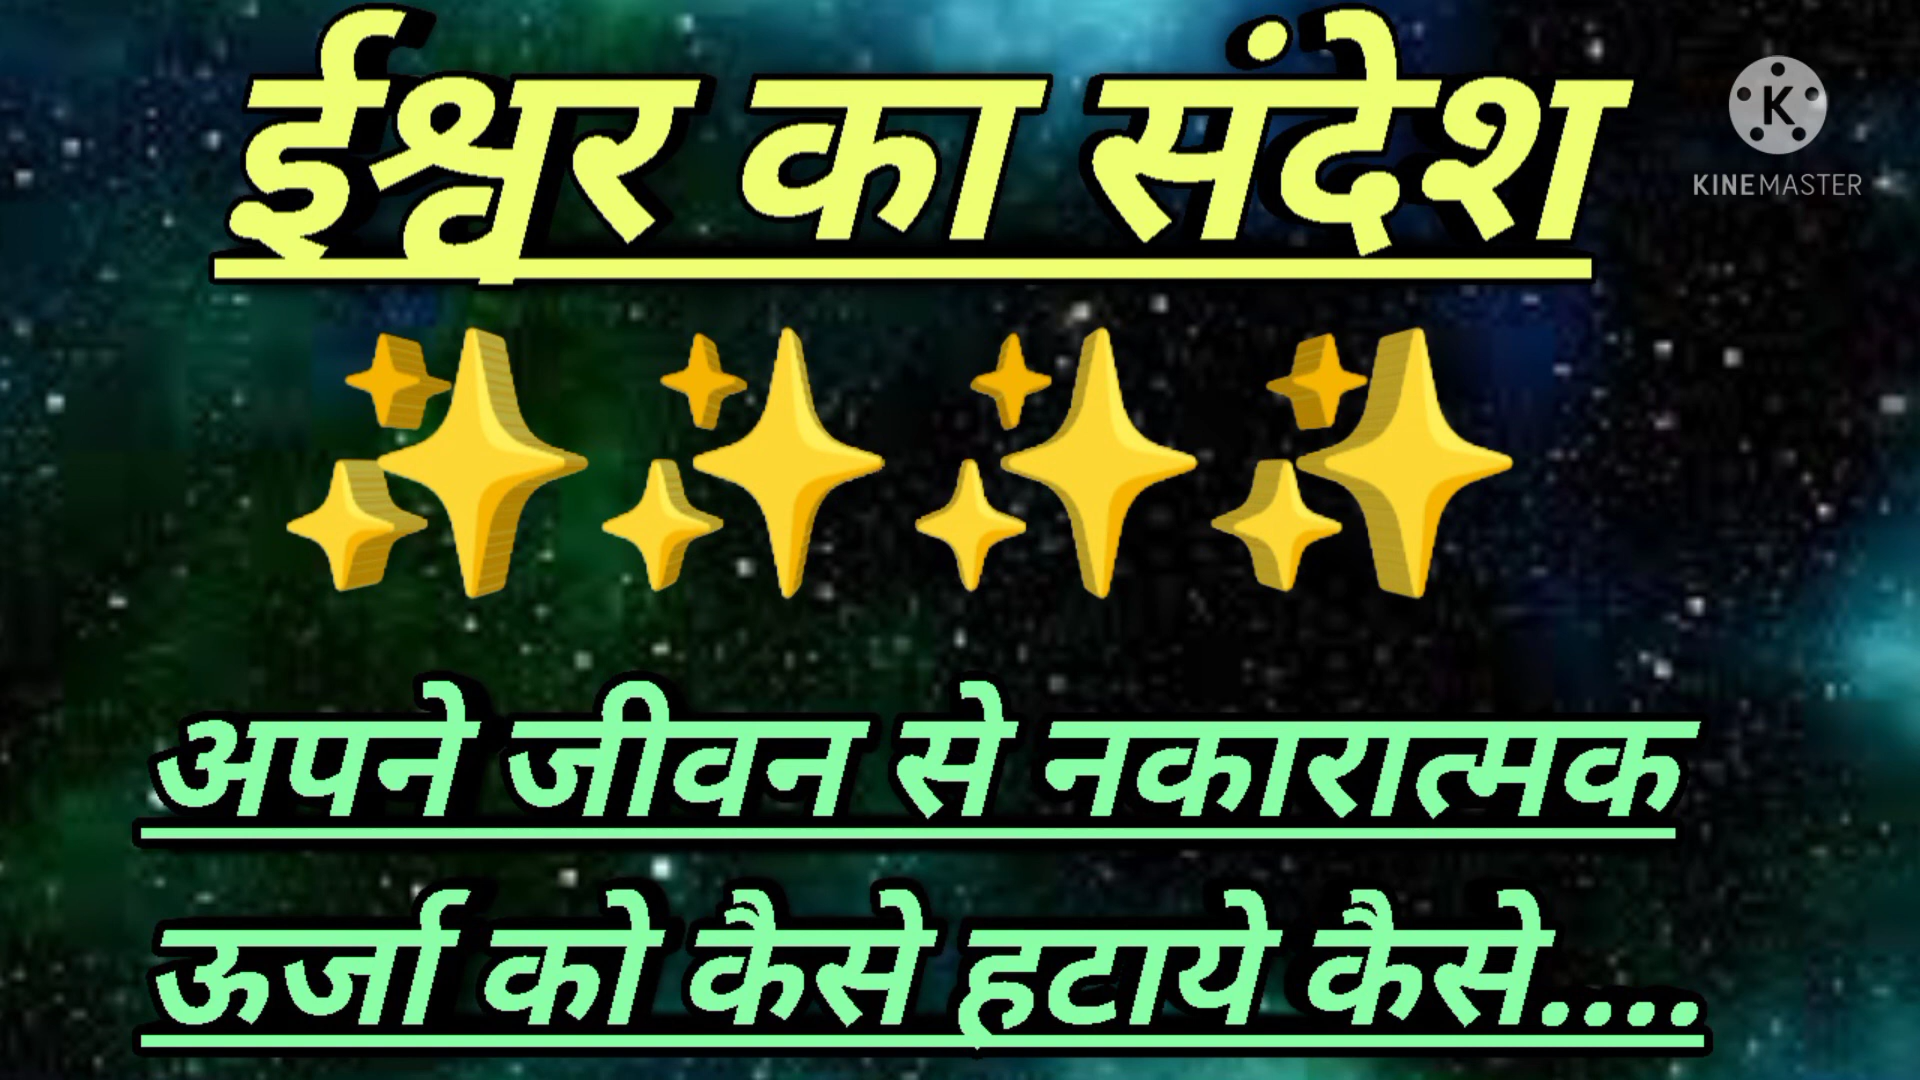 ईश्वर का संदेश
KINEMASTER
अपने जीवन से नकारात्मक
ऊर्जा को कैसे हटाये कैसे....